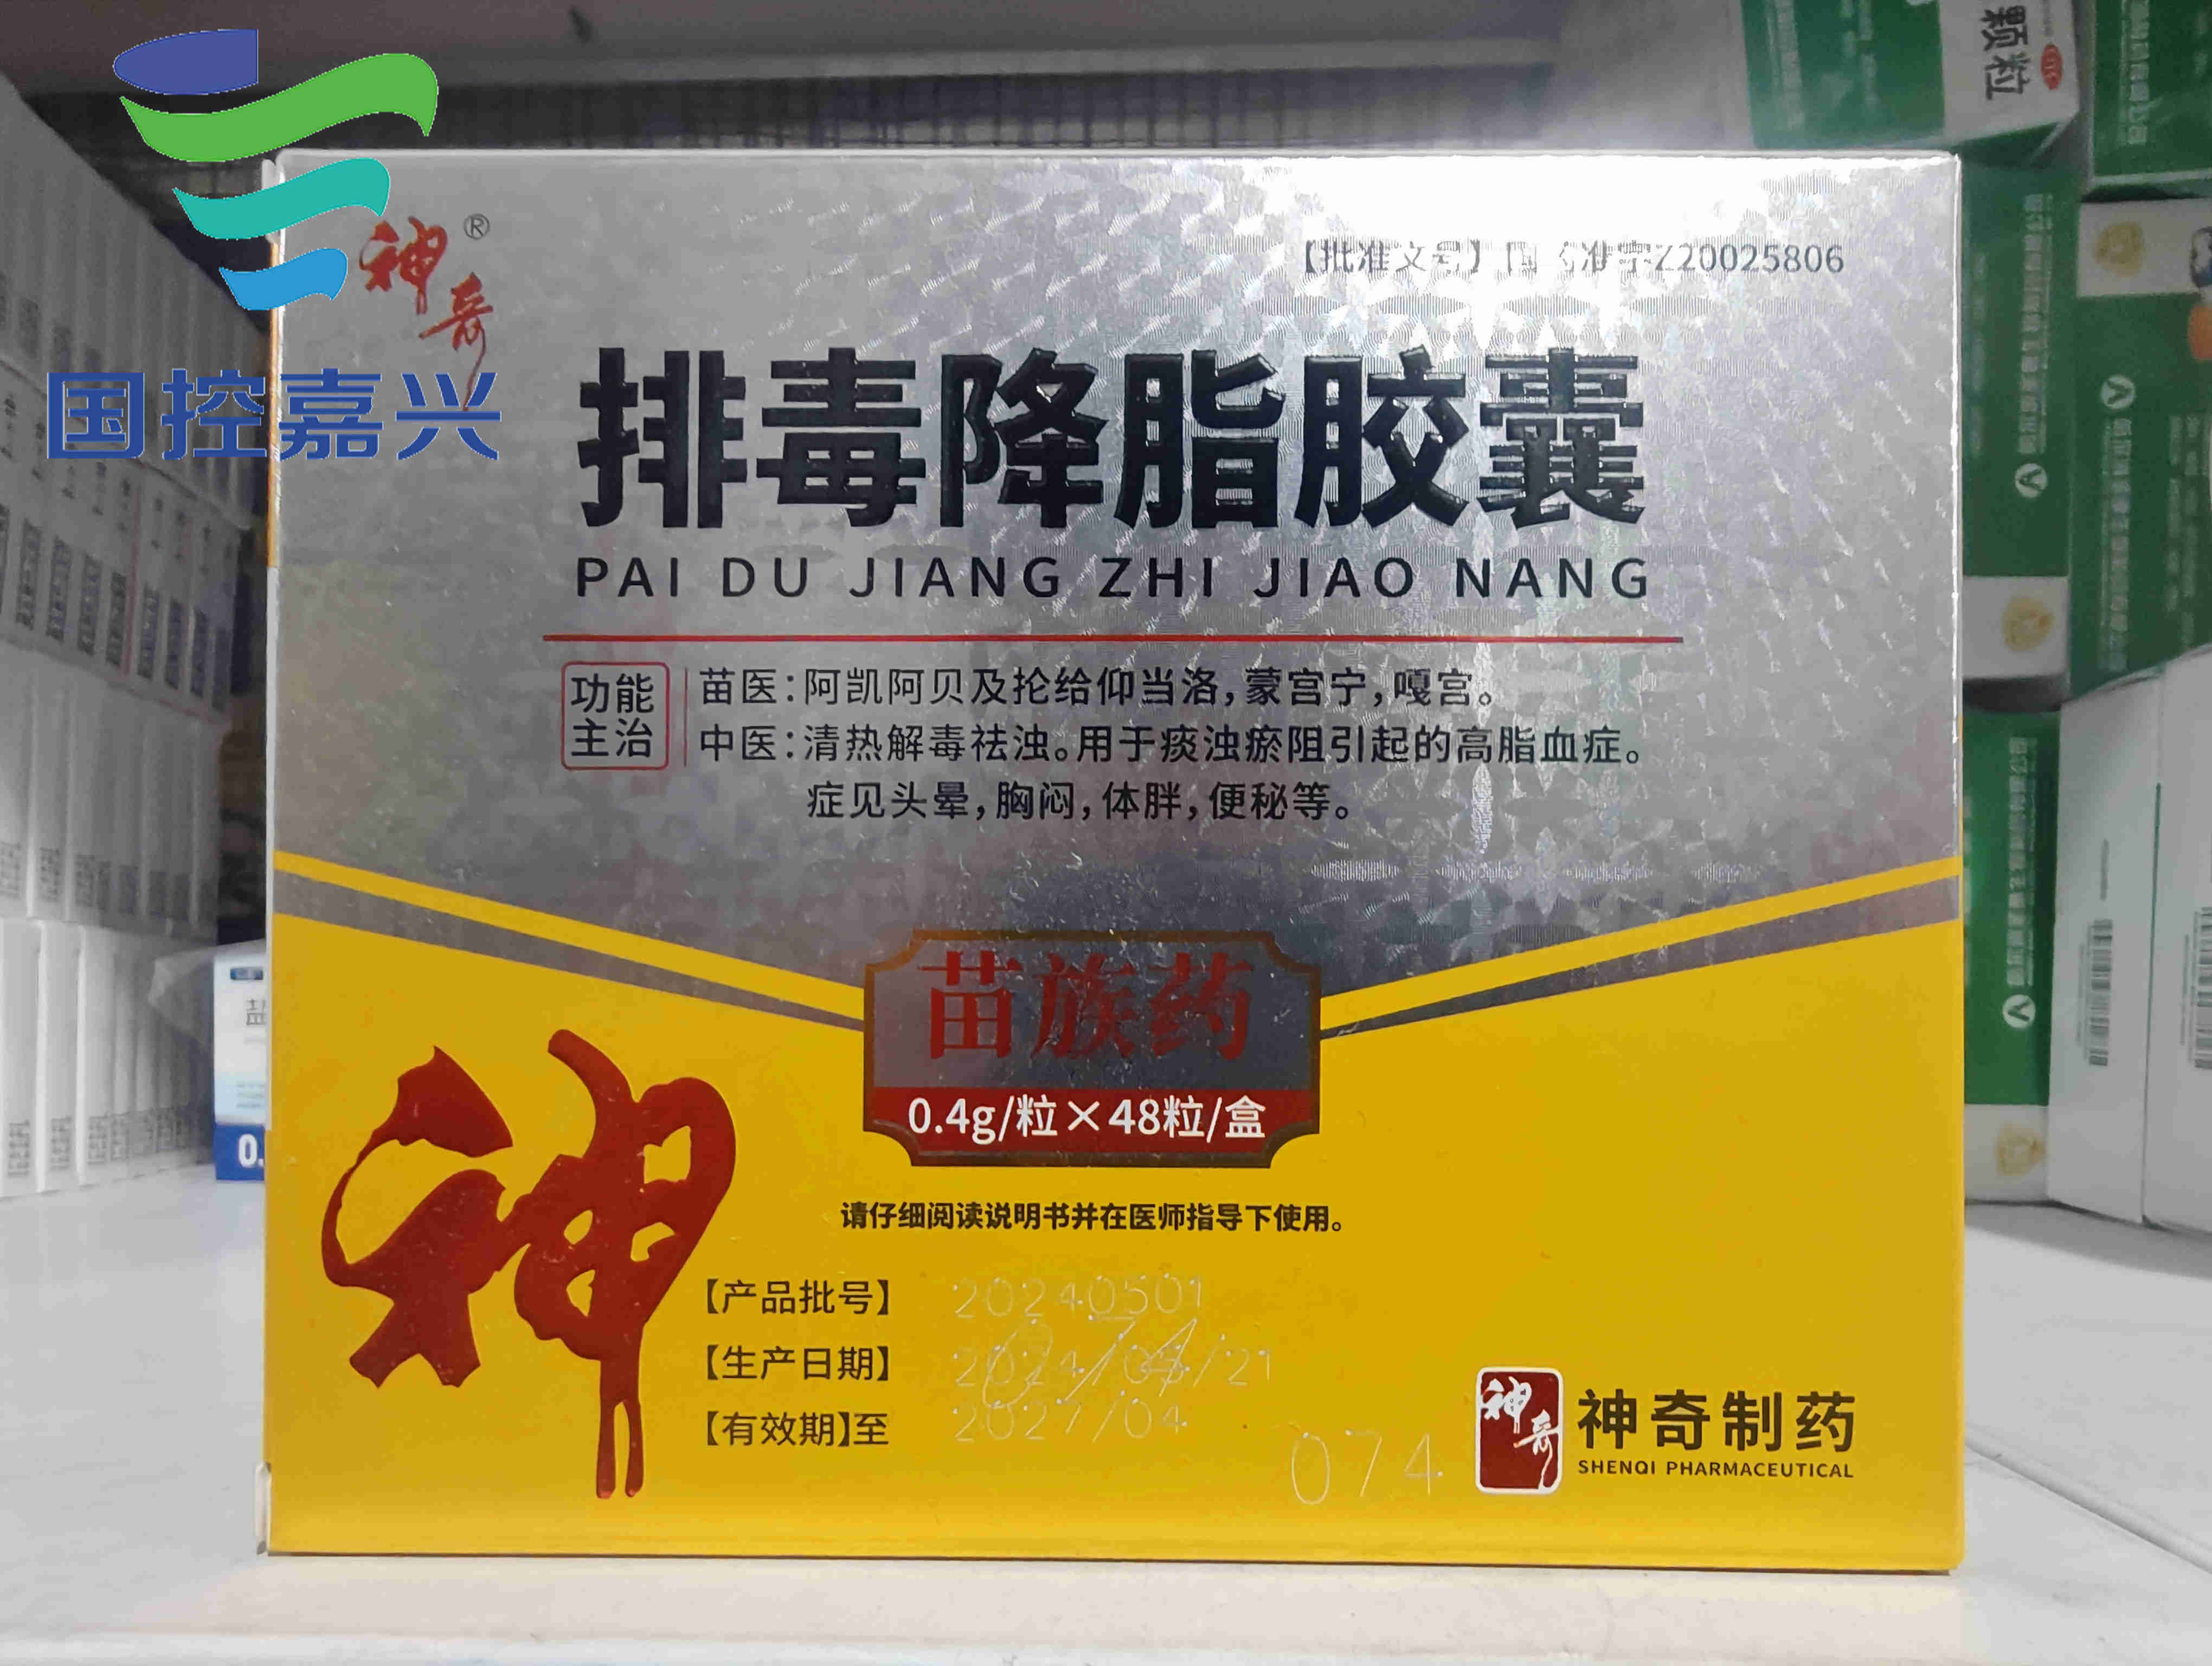 国控嘉兴
神奇®
【批准文号】国药准字Z20025806
排毒降脂胶囊
PAI DU JIANG ZHI JIAO NANG
功能
主治
苗医:阿凯阿贝及抡给仰当洛,蒙宫宁,嘎宫。
中医:清热解毒祛浊。用于痰浊瘀阻引起的高脂血症。
症见头晕,胸闷,体胖,便秘等。
苗族药
0.4g/粒×48粒/盒
神
请仔细阅读说明书并在医师指导下使用。
【产品批号】 20240501
【生产日期】 2024/05/21
【有效期】至 2027/04
074
神奇
神奇制药
SHENQI PHARMACEUTICAL
颗粒
OTC
盐
0.